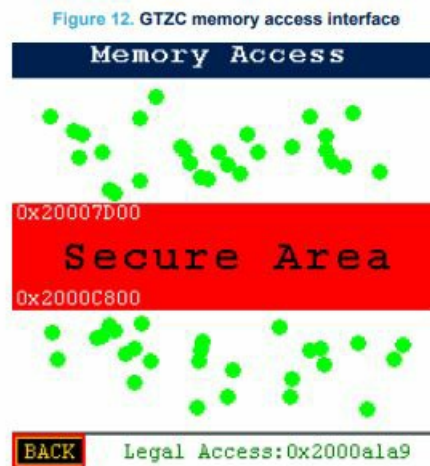 Figure 12. GTZC memory access interface
Memory Access
0x20007D00
Secure Area
0x2000C800
BACK Legal Access:0x2000a1a9